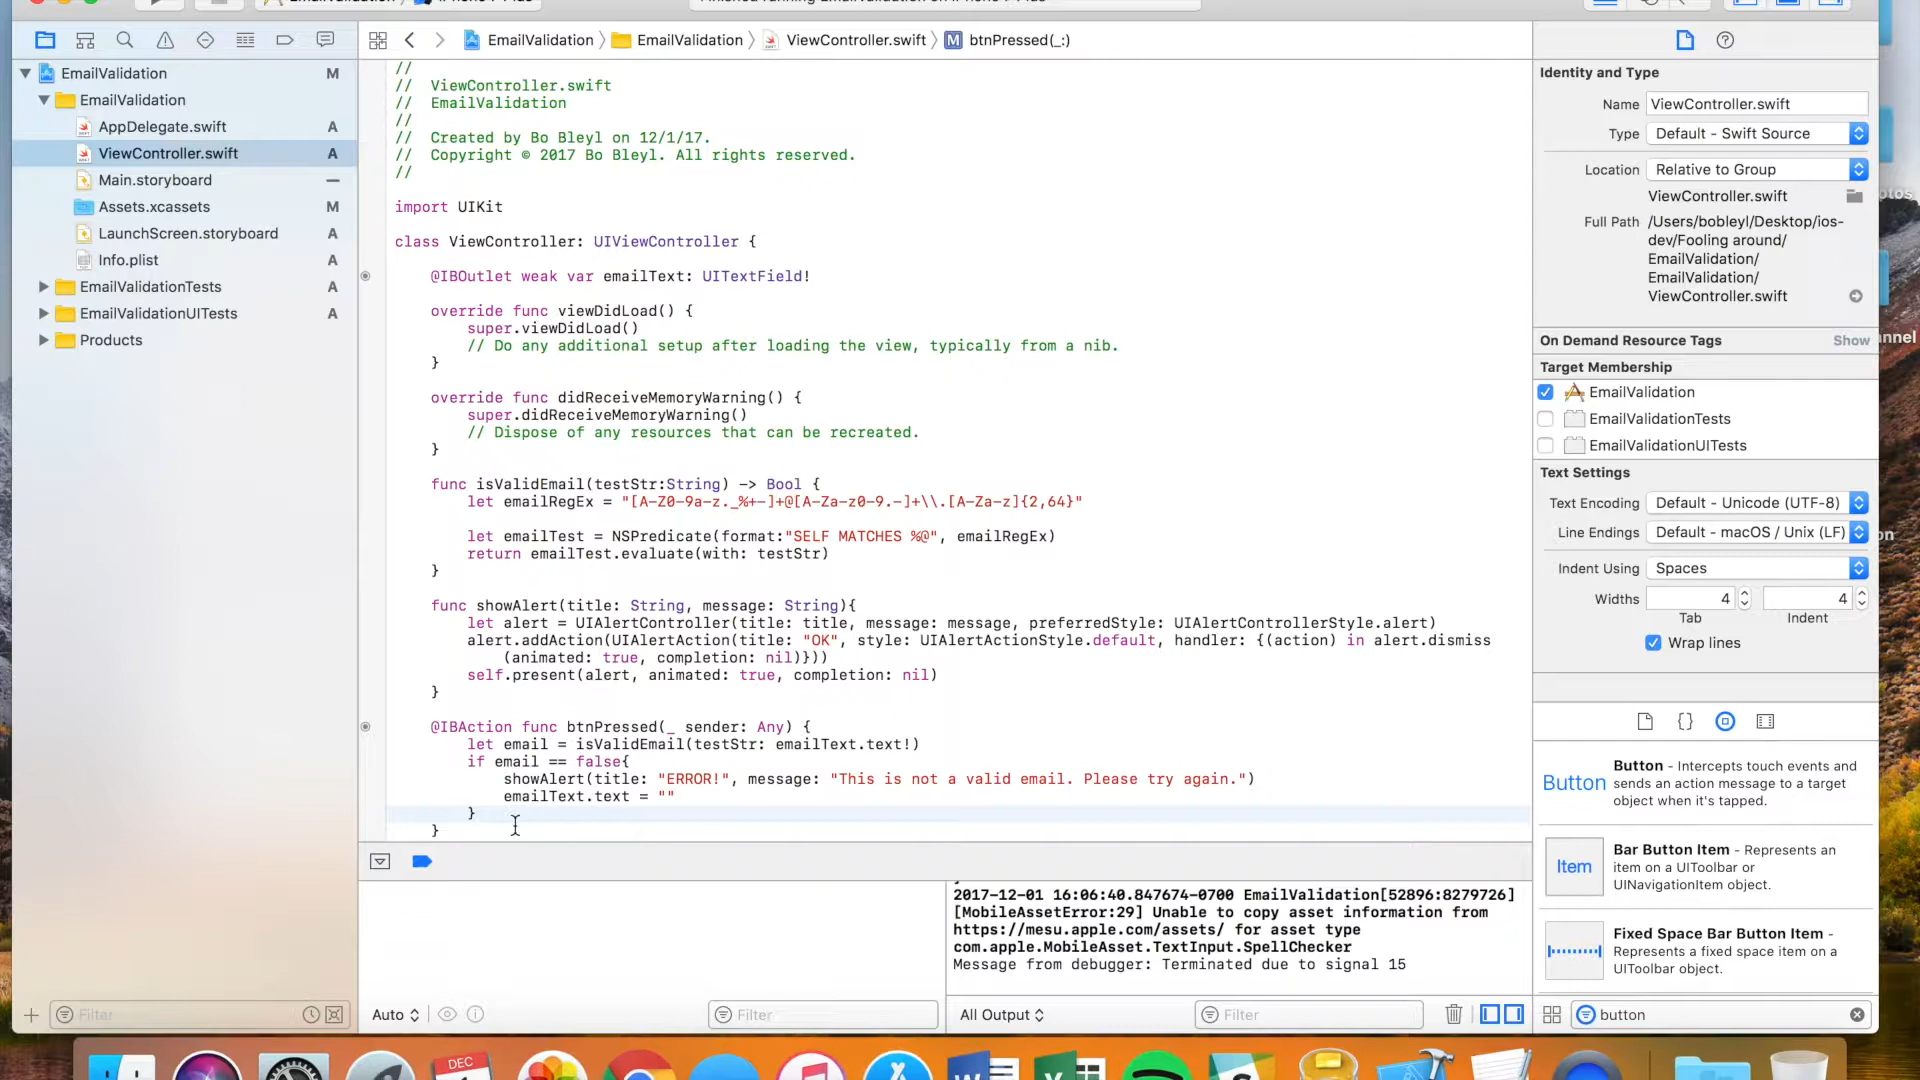 EmailValidation
EmailValidation
AppDelegate.swift
ViewController.swift
Main.storyboard
Assets.xcassets
LaunchScreen.storyboard
Info.plist
EmailValidationTests
EmailValidationUITests
Products
M
A
A
—
M
A
A
A
A
Filter
EmailValidation
EmailValidation
ViewController.swift
M
btnPressed(_:)
//
// ViewController.swift
// EmailValidation
//
// Created by Bo Bleyl on 12/1/17.
// Copyright © 2017 Bo Bleyl. All rights reserved.
//
import UIKit
class ViewController: UIViewController {
@IBOutlet weak var emailText: UITextField!
override func viewDidLoad() {
super.viewDidLoad()
// Do any additional setup after loading the view, typically from a nib.
}
override func didReceiveMemoryWarning() {
super.didReceiveMemoryWarning()
// Dispose of any resources that can be recreated.
}
func isValidEmail(testStr:String) -> Bool {
let emailRegEx = "[A-Z0-9a-z._%+-]+@[A-Za-z0-9.-]+\\.[A-Za-z]{2,64}"
let emailTest = NSPredicate(format:"SELF MATCHES %@", emailRegEx)
return emailTest.evaluate(with: testStr)
}
func showAlert(title: String, message: String){
let alert = UIAlertController(title: title, message: message, preferredStyle: UIAlertControllerStyle.alert)
alert.addAction(UIAlertAction(title: "OK", style: UIAlertActionStyle.default, handler: {(action) in alert.dismiss
(animated: true, completion: nil)}))
self.present(alert, animated: true, completion: nil)
}
@IBAction func btnPressed(_ sender: Any) {
let email = isValidEmail(testStr: emailText.text!)
if email == false{
showAlert(title: "ERROR!", message: "This is not a valid email. Please try again.")
emailText.text = ""
}
}
Auto
Filter
2017-12-01 16:06:40.847674-0700 EmailValidation[52896:8279726]
[MobileAssetError:29] Unable to copy asset information from
https://mesu.apple.com/assets/ for asset type
com.apple.MobileAsset.TextInput.SpellChecker
Message from debugger: Terminated due to signal 15
All Output
Filter
Identity and Type
Name ViewController.swift
Type Default - Swift Source
Location Relative to Group
ViewController.swift
Full Path /Users/bobleyl/Desktop/ios-
dev/Fooling around/
EmailValidation/
EmailValidation/
ViewController.swift
On Demand Resource Tags Show
Target Membership
EmailValidation
EmailValidationTests
EmailValidationUITests
Text Settings
Text Encoding Default - Unicode (UTF-8)
Line Endings Default - macOS / Unix (LF)
Indent Using Spaces
Widths 4 4
Tab Indent
Wrap lines
Button
Button - Intercepts touch events and
sends an action message to a target
object when it's tapped.
Item
Bar Button Item - Represents an
item on a UIToolbar or
UINavigationItem object.
Fixed Space Bar Button Item -
Represents a fixed space item on a
UIToolbar object.
button
DEC